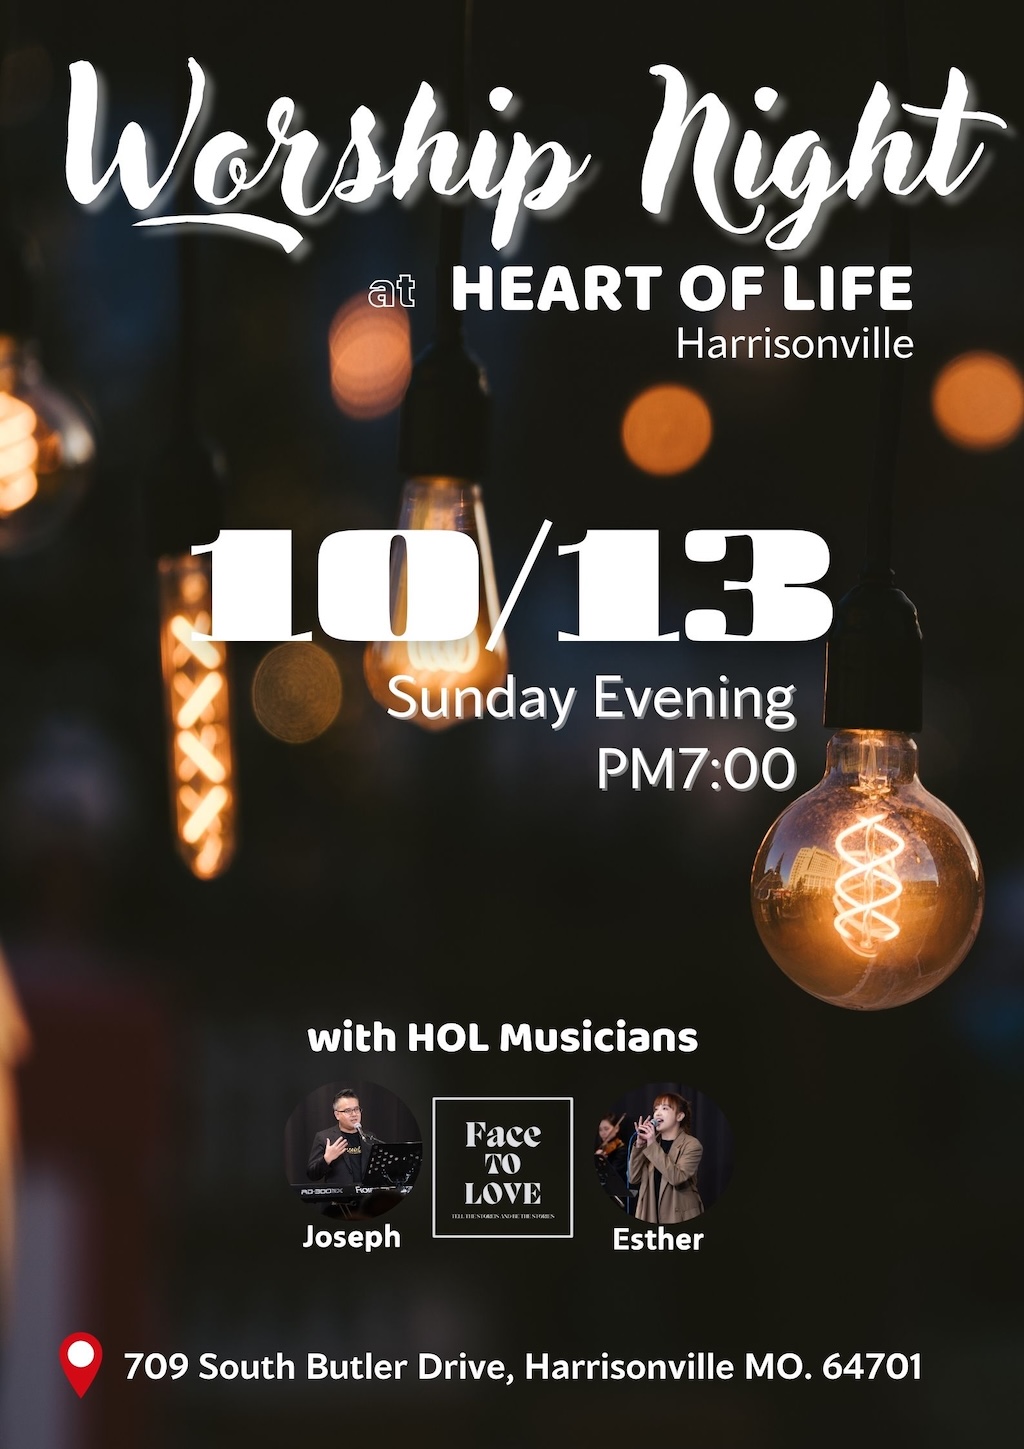 Worship Night
at HEART OF LIFE
Harrisonville
10/13
Sunday Evening
PM7:00
with HOL Musicians
Face
TO
LOVE
TELL THE STOREIS AND BE THE STORIES
Joseph
Esther
709 South Butler Drive, Harrisonville MO. 64701